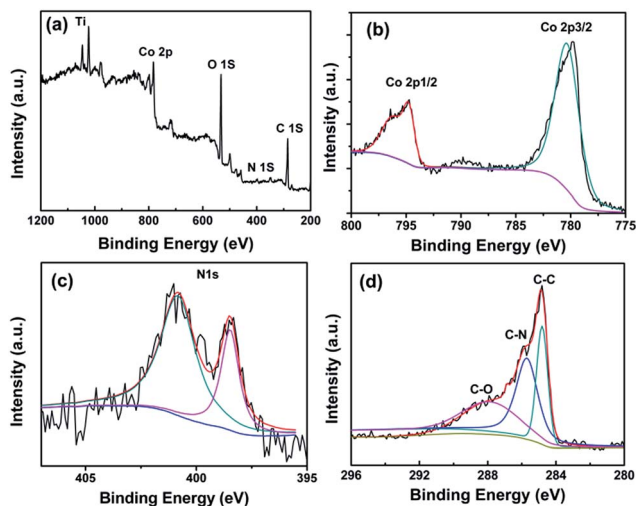 (a)
Ti
Co 2p
O 1S
N 1S
C 1S
Intensity (a.u.)
1200 1000 800 600 400 200
Binding Energy (eV)
(b)
Co 2p3/2
Co 2p1/2
Intensity (a.u.)
800 795 790 785 780 775
Binding Energy (eV)
(c)
N1s
Intensity (a.u.)
405 400 395
Binding Energy (eV)
(d)
C-C
C-N
C-O
Intensity (a.u.)
296 292 288 284 280
Binding Energy (eV)